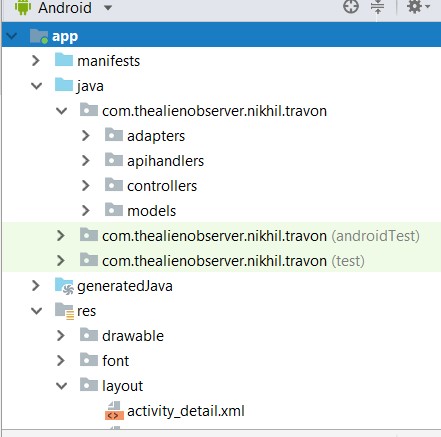 Android
app
manifests
java
com.thealienobserver.nikhil.travon
adapters
apihandlers
controllers
models
com.thealienobserver.nikhil.travon (androidTest)
com.thealienobserver.nikhil.travon (test)
generatedJava
res
drawable
font
layout
activity_detail.xml